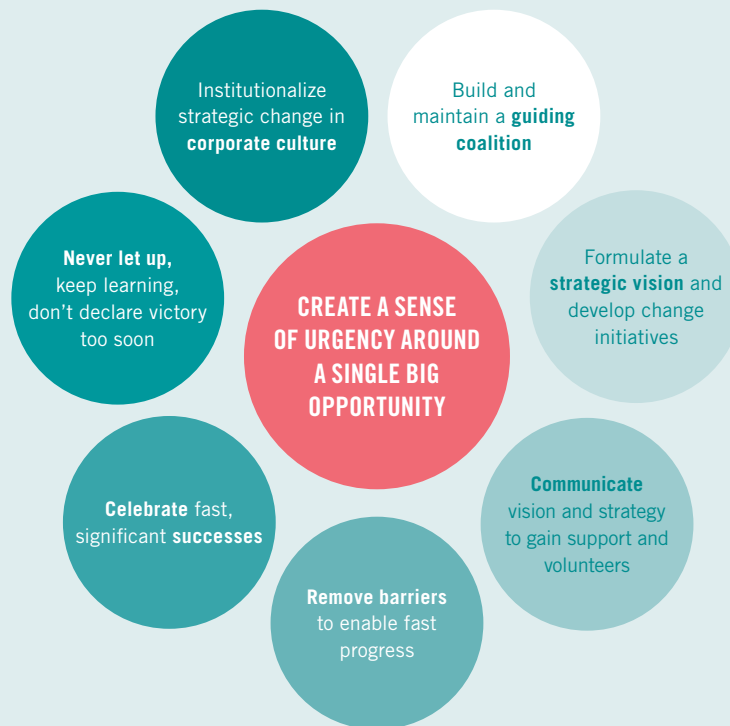 CREATE A SENSE
OF URGENCY AROUND
A SINGLE BIG
OPPORTUNITY
Build and
maintain a guiding
coalition
Formulate a
strategic vision and
develop change
initiatives
Communicate
vision and strategy
to gain support and
volunteers
Remove barriers
to enable fast
progress
Celebrate fast,
significant successes
Never let up,
keep learning,
don’t declare victory
too soon
Institutionalize
strategic change in
corporate culture